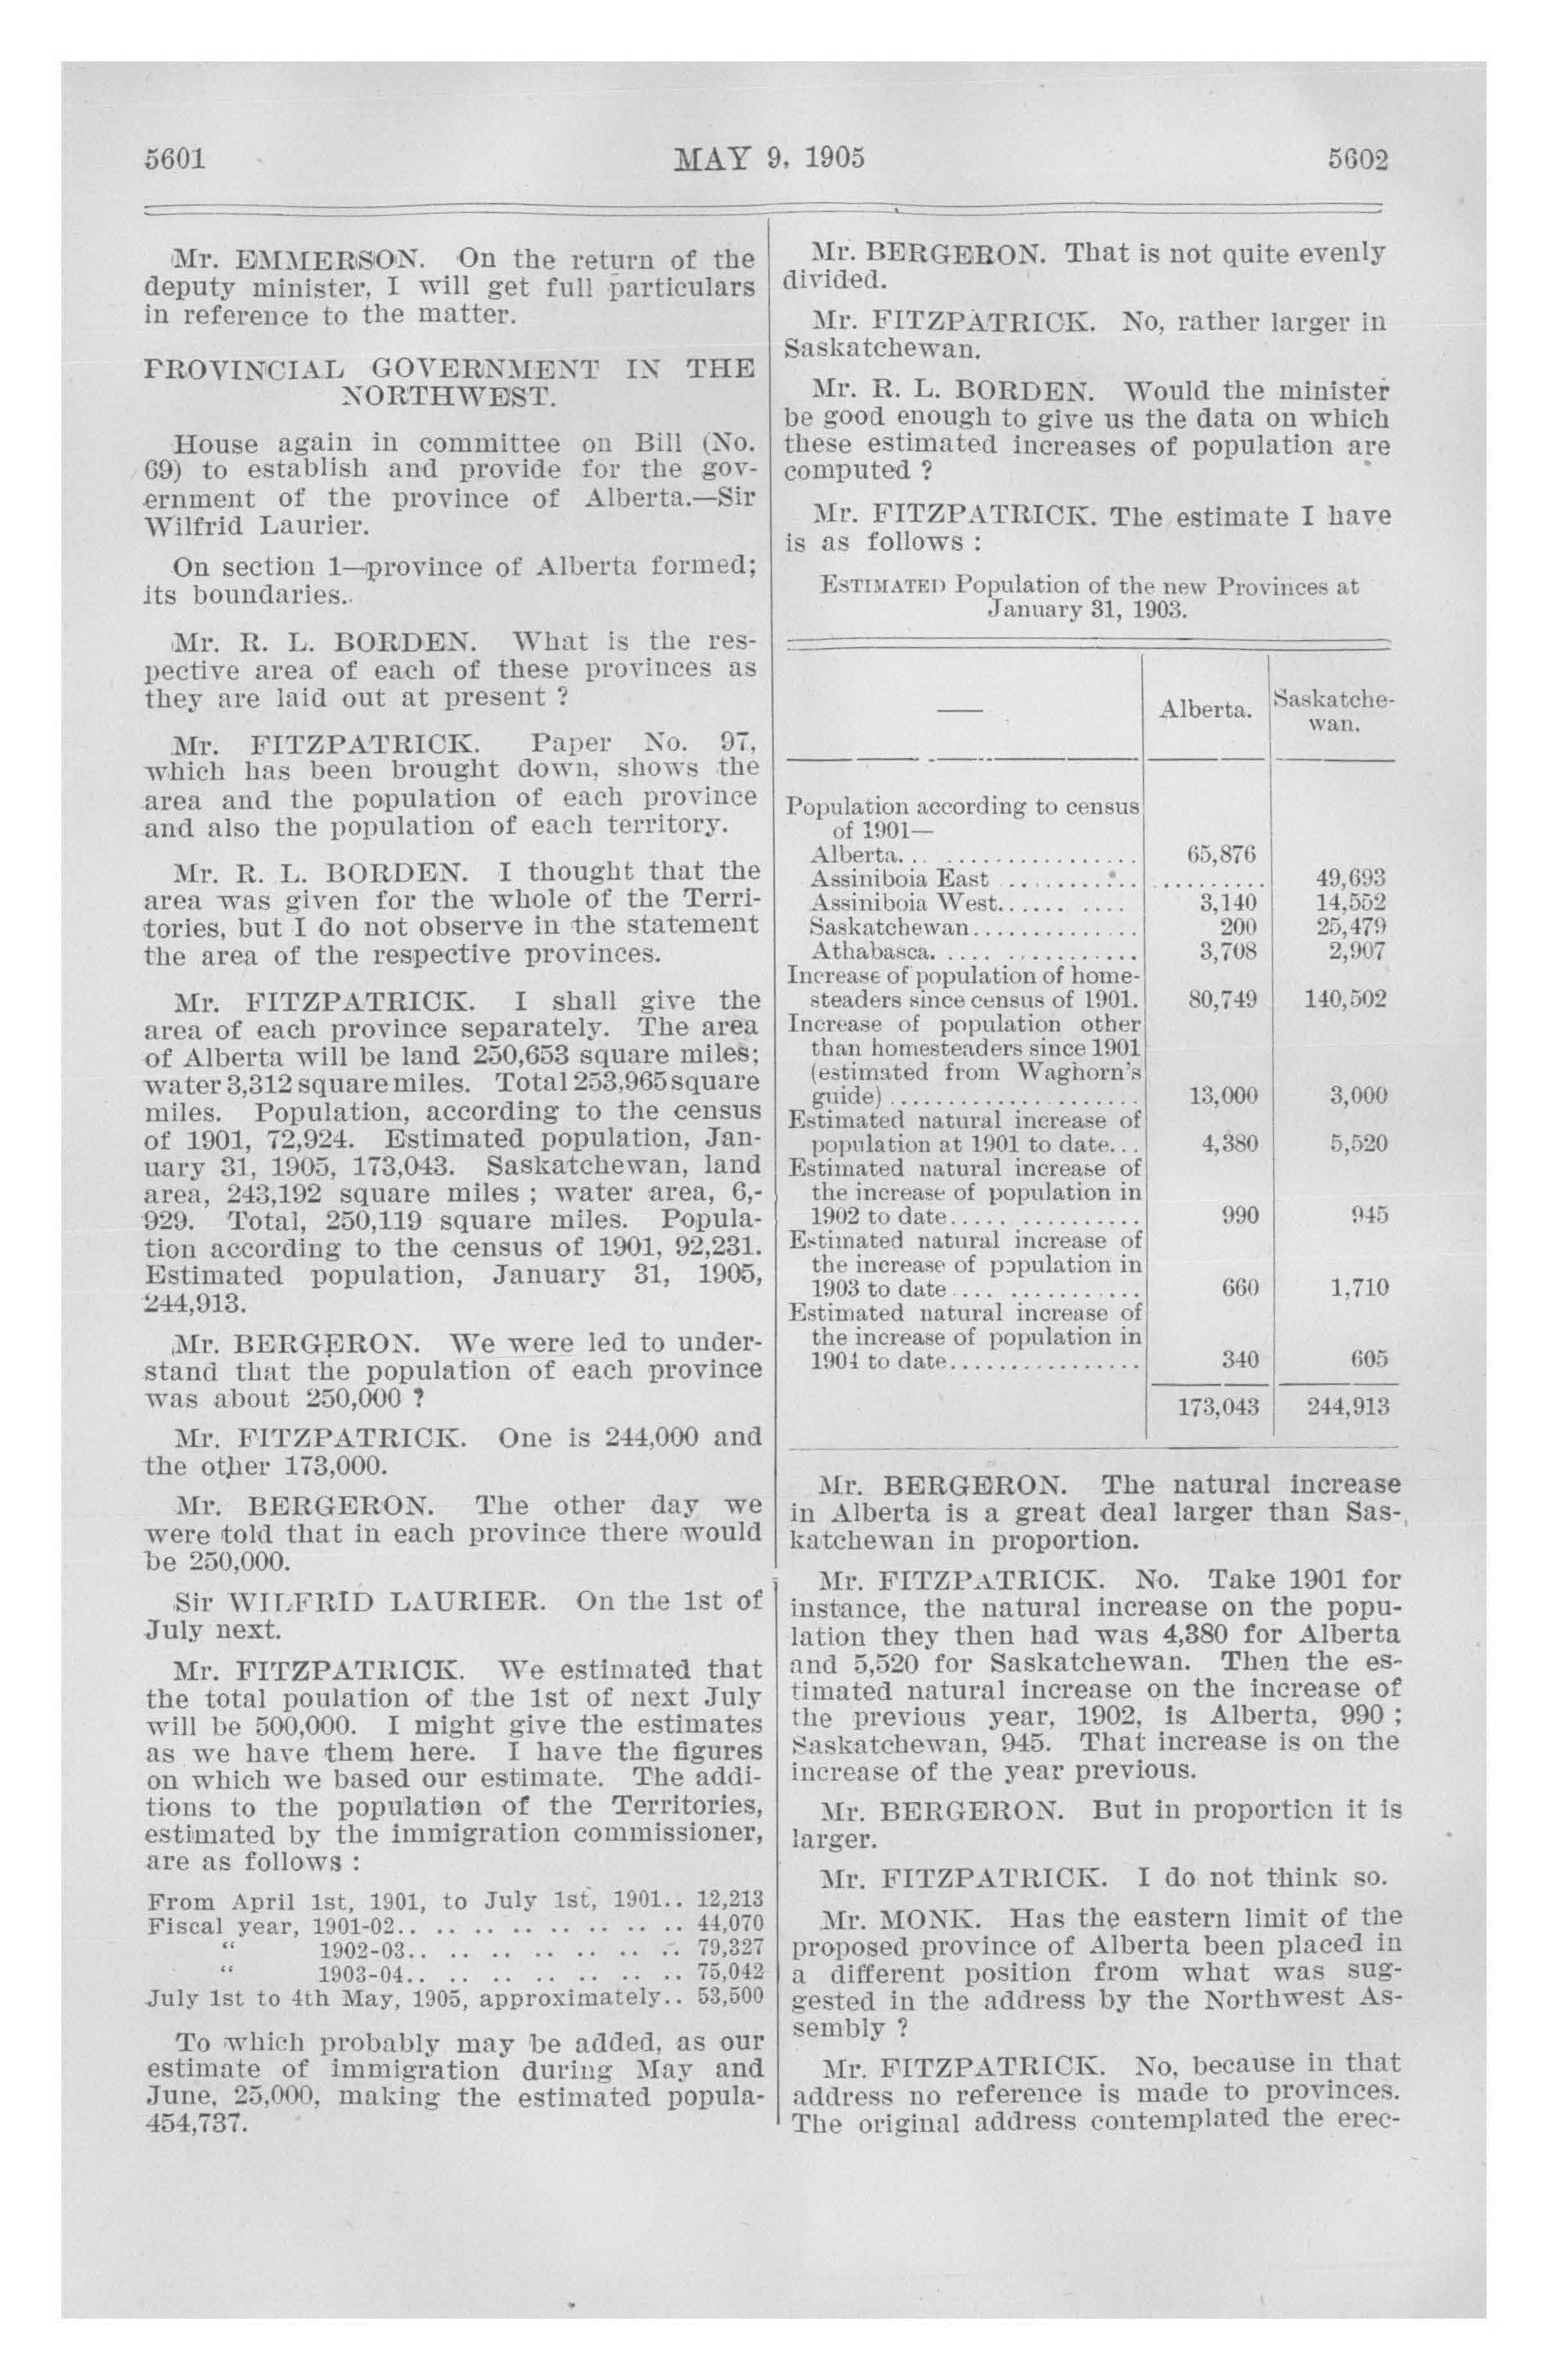 5601 MAY 9, 1905 5602
Mr. EMMERSON. On the return of the
deputy minister, I will get full particulars
in reference to the matter.
PROVINCIAL GOVERNMENT IN THE
NORTHWEST.
House again in committee on Bill (No.
69) to establish and provide for the gov-
ernment of the province of Alberta.—Sir
Wilfrid Laurier.
On section 1—province of Alberta formed;
its boundaries..
Mr. R. L. BORDEN. What is the res-
pective area of each of these provinces as
they are laid out at present ?
Mr. FITZPATRICK. Paper No. 97,
which has been brought down, shows the
area and the population of each province
and also the population of each territory.
Mr. R. L. BORDEN. I thought that the
area was given for the whole of the Terri-
tories, but I do not observe in the statement
the area of the respective provinces.
Mr. FITZPATRICK. I shall give the
area of each province separately. The area
of Alberta will be land 250,653 square miles;
water 3,312 square miles. Total 253,965 square
miles. Population, according to the census
of 1901, 72,924. Estimated population, Jan-
uary 31, 1905, 173,043. Saskatchewan, land
area, 243,192 square miles ; water area, 6,-
929. Total, 250,119 square miles. Popula-
tion according to the census of 1901, 92,231.
Estimated population, January 31, 1905,
244,913.
Mr. BERGERON. We were led to under-
stand that the population of each province
was about 250,000 ?
Mr. FITZPATRICK. One is 244,000 and
the other 173,000.
Mr. BERGERON. The other day we
were told that in each province there would
be 250,000.
Sir WILFRID LAURIER. On the 1st of
July next.
Mr. FITZPATRICK. We estimated that
the total poulation of the 1st of next July
will be 500,000. I might give the estimates
as we have them here. I have the figures
on which we based our estimate. The addi-
tions to the population of the Territories,
estimated by the immigration commissioner,
are as follows :
From April 1st, 1901, to July 1st, 1901.. 12,213
Fiscal year, 1901-02.. .. .. .. .. .. .. .. 44,070
“ 1902-03.. .. .. .. .. .. .. 79,327
“ 1903-04.. .. .. .. .. .. .. 75,042
July 1st to 4th May, 1905, approximately.. 53,500
To which probably may be added, as our
estimate of immigration during May and
June, 25,000, making the estimated popula-
454,737.
Mr. BERGERON. That is not quite evenly
divided.
Mr. FITZPATRICK. No, rather larger in
Saskatchewan.
Mr. R. L. BORDEN. Would the minister
be good enough to give us the data on which
these estimated increases of population are
computed ?
Mr. FITZPATRICK. The estimate I have
is as follows :
ESTIMATED Population of the new Provinces at
January 31, 1903.
— Alberta. Saskatche-
wan.
Population according to census
of 1901—
Alberta................... 65,876
Assiniboia East ........... .......... 49,693
Assiniboia West.......... 3,140 14,552
Saskatchewan.............. 200 25,479
Athabasca................. 3,708 2,907
Increase of population of home-
steaders since census of 1901. 80,749 140,502
Increase of population other
than homesteaders since 1901
(estimated from Waghorn's
guide)..................... 13,000 3,000
Estimated natural increase of
population at 1901 to date... 4,380 5,520
Estimated natural increase of
the increase of population in
1902 to date................ 990 945
Estimated natural increase of
the increase of population in
1903 to date................ 660 1,710
Estimated natural increase of
the increase of population in
1904 to date................ 340 605
173,043 244,913
Mr. BERGERON. The natural increase
in Alberta is a great deal larger than Sas-
katchewan in proportion.
Mr. FITZPATRICK. No. Take 1901 for
instance, the natural increase on the popu-
lation they then had was 4,380 for Alberta
and 5,520 for Saskatchewan. Then the es-
timated natural increase on the increase of
the previous year, 1902, is Alberta, 990 ;
Saskatchewan, 945. That increase is on the
increase of the year previous.
Mr. BERGERON. But in proportion it is
larger.
Mr. FITZPATRICK. I do not think so.
Mr. MONK. Has the eastern limit of the
proposed province of Alberta been placed in
a different position from what was sug-
gested in the address by the Northwest As-
sembly ?
Mr. FITZPATRICK. No, because in that
address no reference is made to provinces.
The original address contemplated the erec-